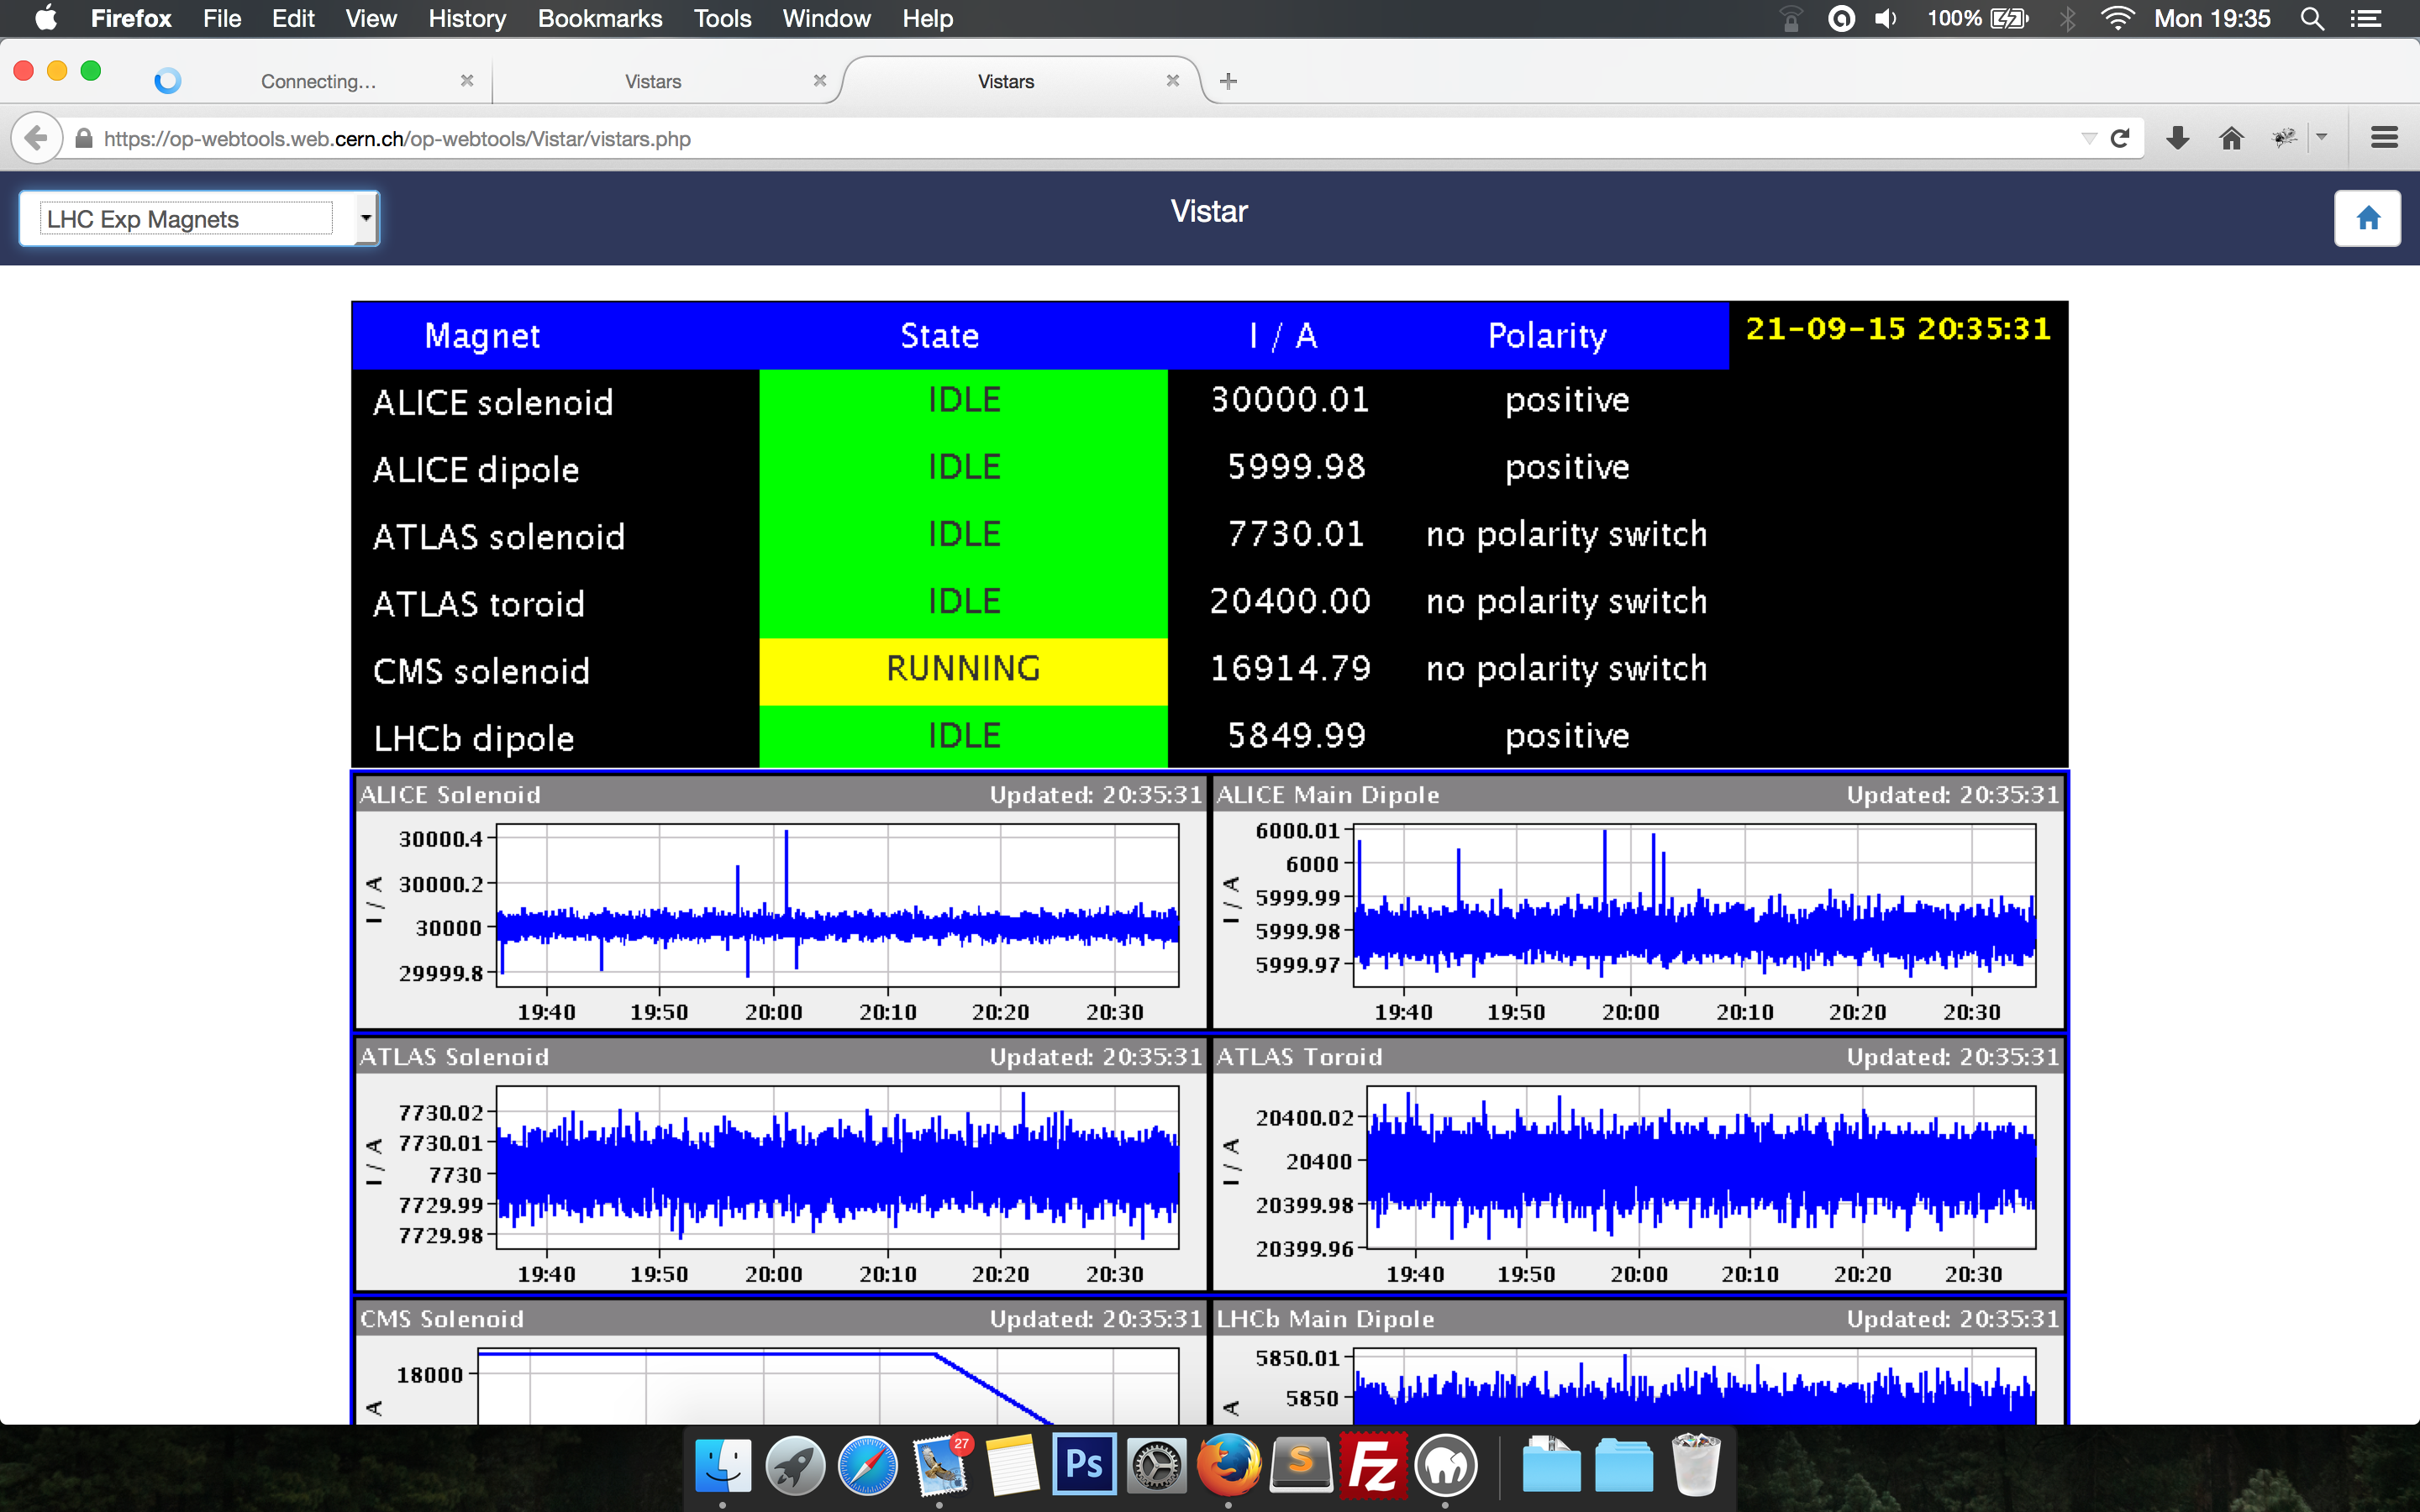 Firefox File Edit View History Bookmarks Tools Window Help 100% Mon 19:35
Connecting... Vistars Vistars
https://op-webtools.web.cern.ch/op-webtools/Vistar/vistars.php
LHC Exp Magnets Vistar
Magnet State I / A Polarity 21-09-15 20:35:31
ALICE solenoid IDLE 30000.01 positive
ALICE dipole IDLE 5999.98 positive
ATLAS solenoid IDLE 7730.01 no polarity switch
ATLAS toroid IDLE 20400.00 no polarity switch
CMS solenoid RUNNING 16914.79 no polarity switch
LHCb dipole IDLE 5849.99 positive
ALICE Solenoid Updated: 20:35:31
I / A
30000.4
30000.2
30000
29999.8
19:40 19:50 20:00 20:10 20:20 20:30
ALICE Main Dipole Updated: 20:35:31
I / A
6000.01
6000
5999.99
5999.98
5999.97
19:40 19:50 20:00 20:10 20:20 20:30
ATLAS Solenoid Updated: 20:35:31
I / A
7730.02
7730.01
7730
7729.99
7729.98
19:40 19:50 20:00 20:10 20:20 20:30
ATLAS Toroid Updated: 20:35:31
I / A
20400.02
20400
20399.98
20399.96
19:40 19:50 20:00 20:10 20:20 20:30
CMS Solenoid Updated: 20:35:31
A
18000
LHCb Main Dipole Updated: 20:35:31
A
5850.01
5850
27
Ps
S
Fz